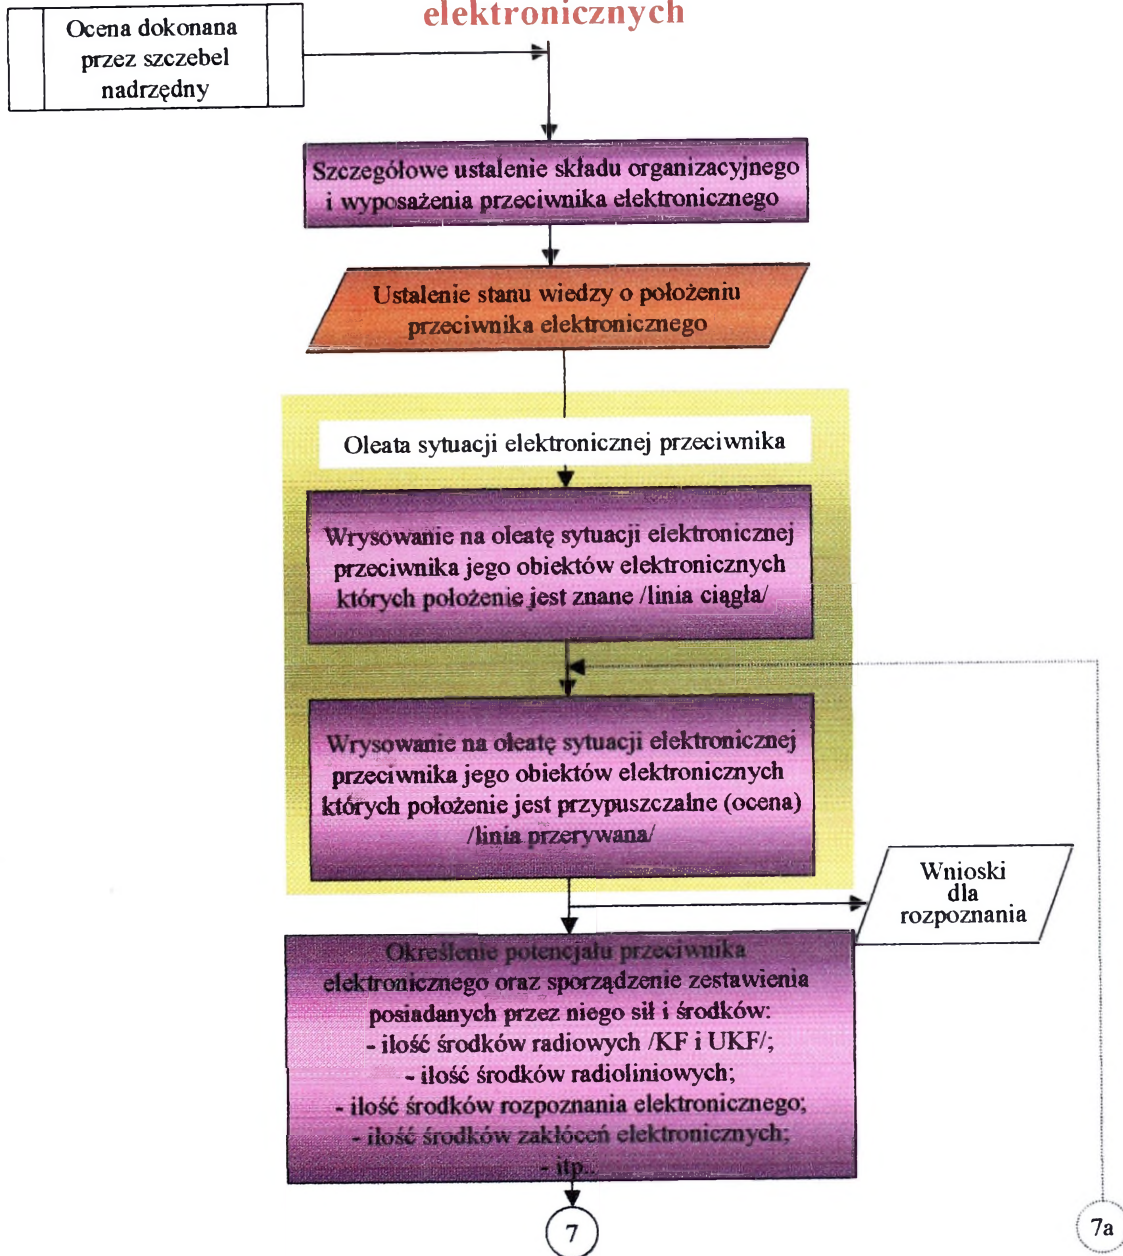 elektronicznych
Ocena dokonana
przez szczebel
nadrzędny
Szczegółowe ustalenie składu organizacyjnego
i wyposażenia przeciwnika elektronicznego
Ustalenie stanu wiedzy o położeniu
przeciwnika elektronicznego
Oleata sytuacji elektronicznej przeciwnika
Wrysowanie na oleatę sytuacji elektronicznej
przeciwnika jego obiektów elektronicznych
których położenie jest znane /linia ciągła/
Wrysowanie na oleatę sytuacji elektronicznej
przeciwnika jego obiektów elektronicznych
których położenie jest przypuszczalne (ocena)
/linia przerywana/
Wnioski
dla
rozpoznania
Określenie potencjału przeciwnika
elektronicznego oraz sporządzenie zestawienia
posiadanych przez niego sił i środków:
- ilość środków radiowych /KF i UKF/;
- ilość środków radioliniowych;
- ilość środków rozpoznania elektronicznego;
- ilość środków zakłóceń elektronicznych;
- itp..
7
7a